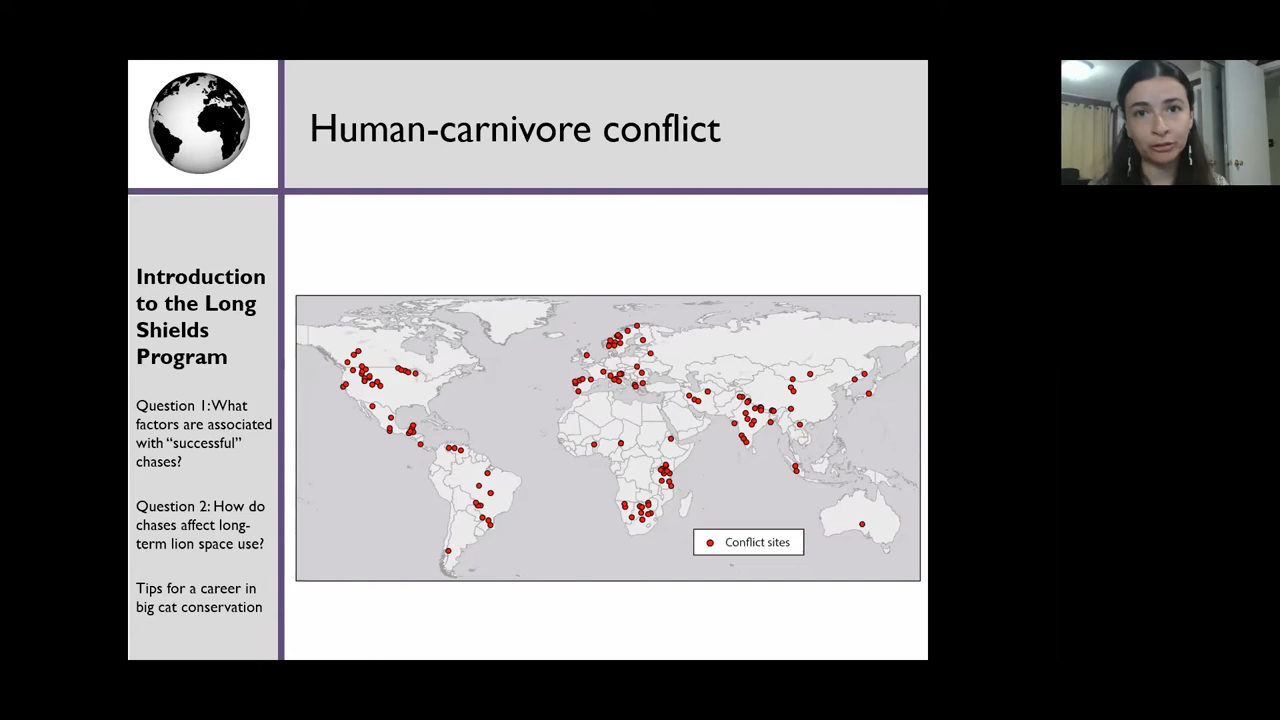 Human-carnivore conflict
Introduction
to the Long
Shields
Program
Question 1: What
factors are associated
with “successful”
chases?
Question 2: How do
chases affect long-
term lion space use?
Tips for a career in
big cat conservation
Conflict sites